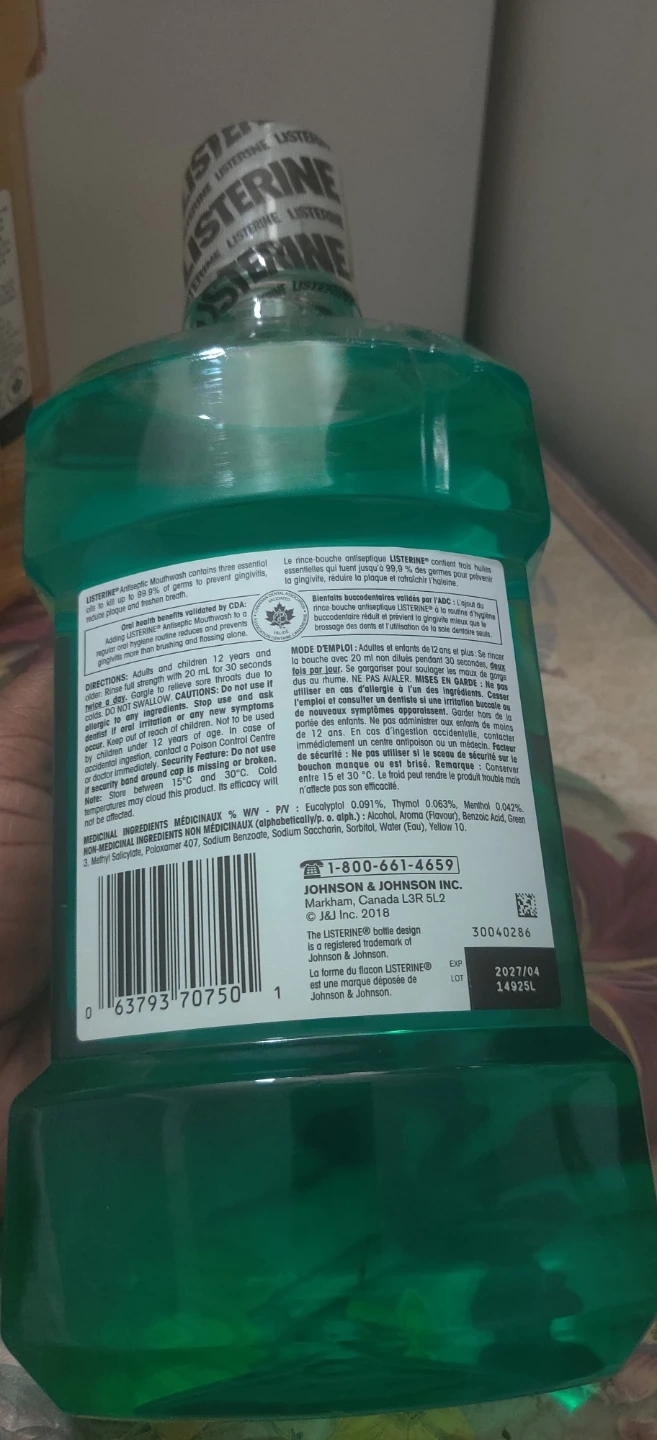 LISTERINE
LISTERINE
LISTERINE
LISTERINE LISTERINE
LISTERINE
LISTERINE® Antiseptic Mouthwash contains three essential
oils to kill up to 99.9% of germs to prevent gingivitis,
reduce plaque and freshen breath.
Oral health benefits validated by CDA:
Adding LISTERINE® Antiseptic Mouthwash to a
regular oral hygiene routine reduces and prevents
gingivitis more than brushing and flossing alone.
DIRECTIONS: Adults and children 12 years and
older: Rinse full strength with 20 mL for 30 seconds
twice a day. Gargle to relieve sore throats due to
colds. DO NOT SWALLOW. CAUTIONS: Do not use if
allergic to any ingredients. Stop use and ask
dentist if oral irritation or any new symptoms
occur. Keep out of reach of children. Not to be used
by children under 12 years of age. In case of
accidental ingestion, contact a Poison Control Centre
or doctor immediately. Security Feature: Do not use
if security band around cap is missing or broken.
Note: Store between 15°C and 30°C. Cold
temperatures may cloud this product. Its efficacy will
not be affected.
Le rince-bouche antiseptique LISTERINE® contient trois huiles
essentielles qui tuent jusqu'à 99,9 % des germes pour prévenir
la gingivite, réduire la plaque et rafraîchir l'haleine.
Bienfaits buccodentaires validés par l'ADC : L'ajout du
rince-bouche antiseptique LISTERINE® à la routine d'hygiène
buccodentaire réduit et prévient la gingivite mieux que le
brossage des dents et l'utilisation de la soie dentaire seuls.
MODE D'EMPLOI : Adultes et enfants de 12 ans et plus : Se rincer
la bouche avec 20 ml non dilués pendant 30 secondes, deux
fois par jour. Se gargariser pour soulager les maux de gorge
dus au rhume. NE PAS AVALER. MISES EN GARDE : Ne pas
utiliser en cas d'allergie à l'un des ingrédients. Cesser
l'emploi et consulter un dentiste si une irritation buccale ou
de nouveaux symptômes apparaissent. Garder hors de la
portée des enfants. Ne pas administrer aux enfants de moins
de 12 ans. En cas d'ingestion accidentelle, contacter
immédiatement un centre antipoison ou un médecin. Facteur
de sécurité : Ne pas utiliser si le sceau de sécurité sur le
bouchon manque ou est brisé. Remarque : Conserver
entre 15 et 30 °C. Le froid peut rendre le produit trouble mais
n'affecte pas son efficacité.
MEDICINAL INGREDIENTS MÉDICINAUX % W/V - P/V : Eucalyptol 0.091%, Thymol 0.063%, Menthol 0.042%.
NON-MEDICINAL INGREDIENTS NON MÉDICINAUX (alphabetically/p. o. alph.) : Alcohol, Aroma (Flavour), Benzoic Acid, Green
3, Methyl Salicylate, Poloxamer 407, Sodium Benzoate, Sodium Saccharin, Sorbitol, Water (Eau), Yellow 10.
0 63793 70750 1
1-800-661-4659
JOHNSON & JOHNSON INC.
Markham, Canada L3R 5L2
© J&J Inc. 2018
The LISTERINE® bottle design
is a registered trademark of
Johnson & Johnson.
La forme du flacon LISTERINE®
est une marque déposée de
Johnson & Johnson.
30040286
EXP 2027/04
LOT 14925L